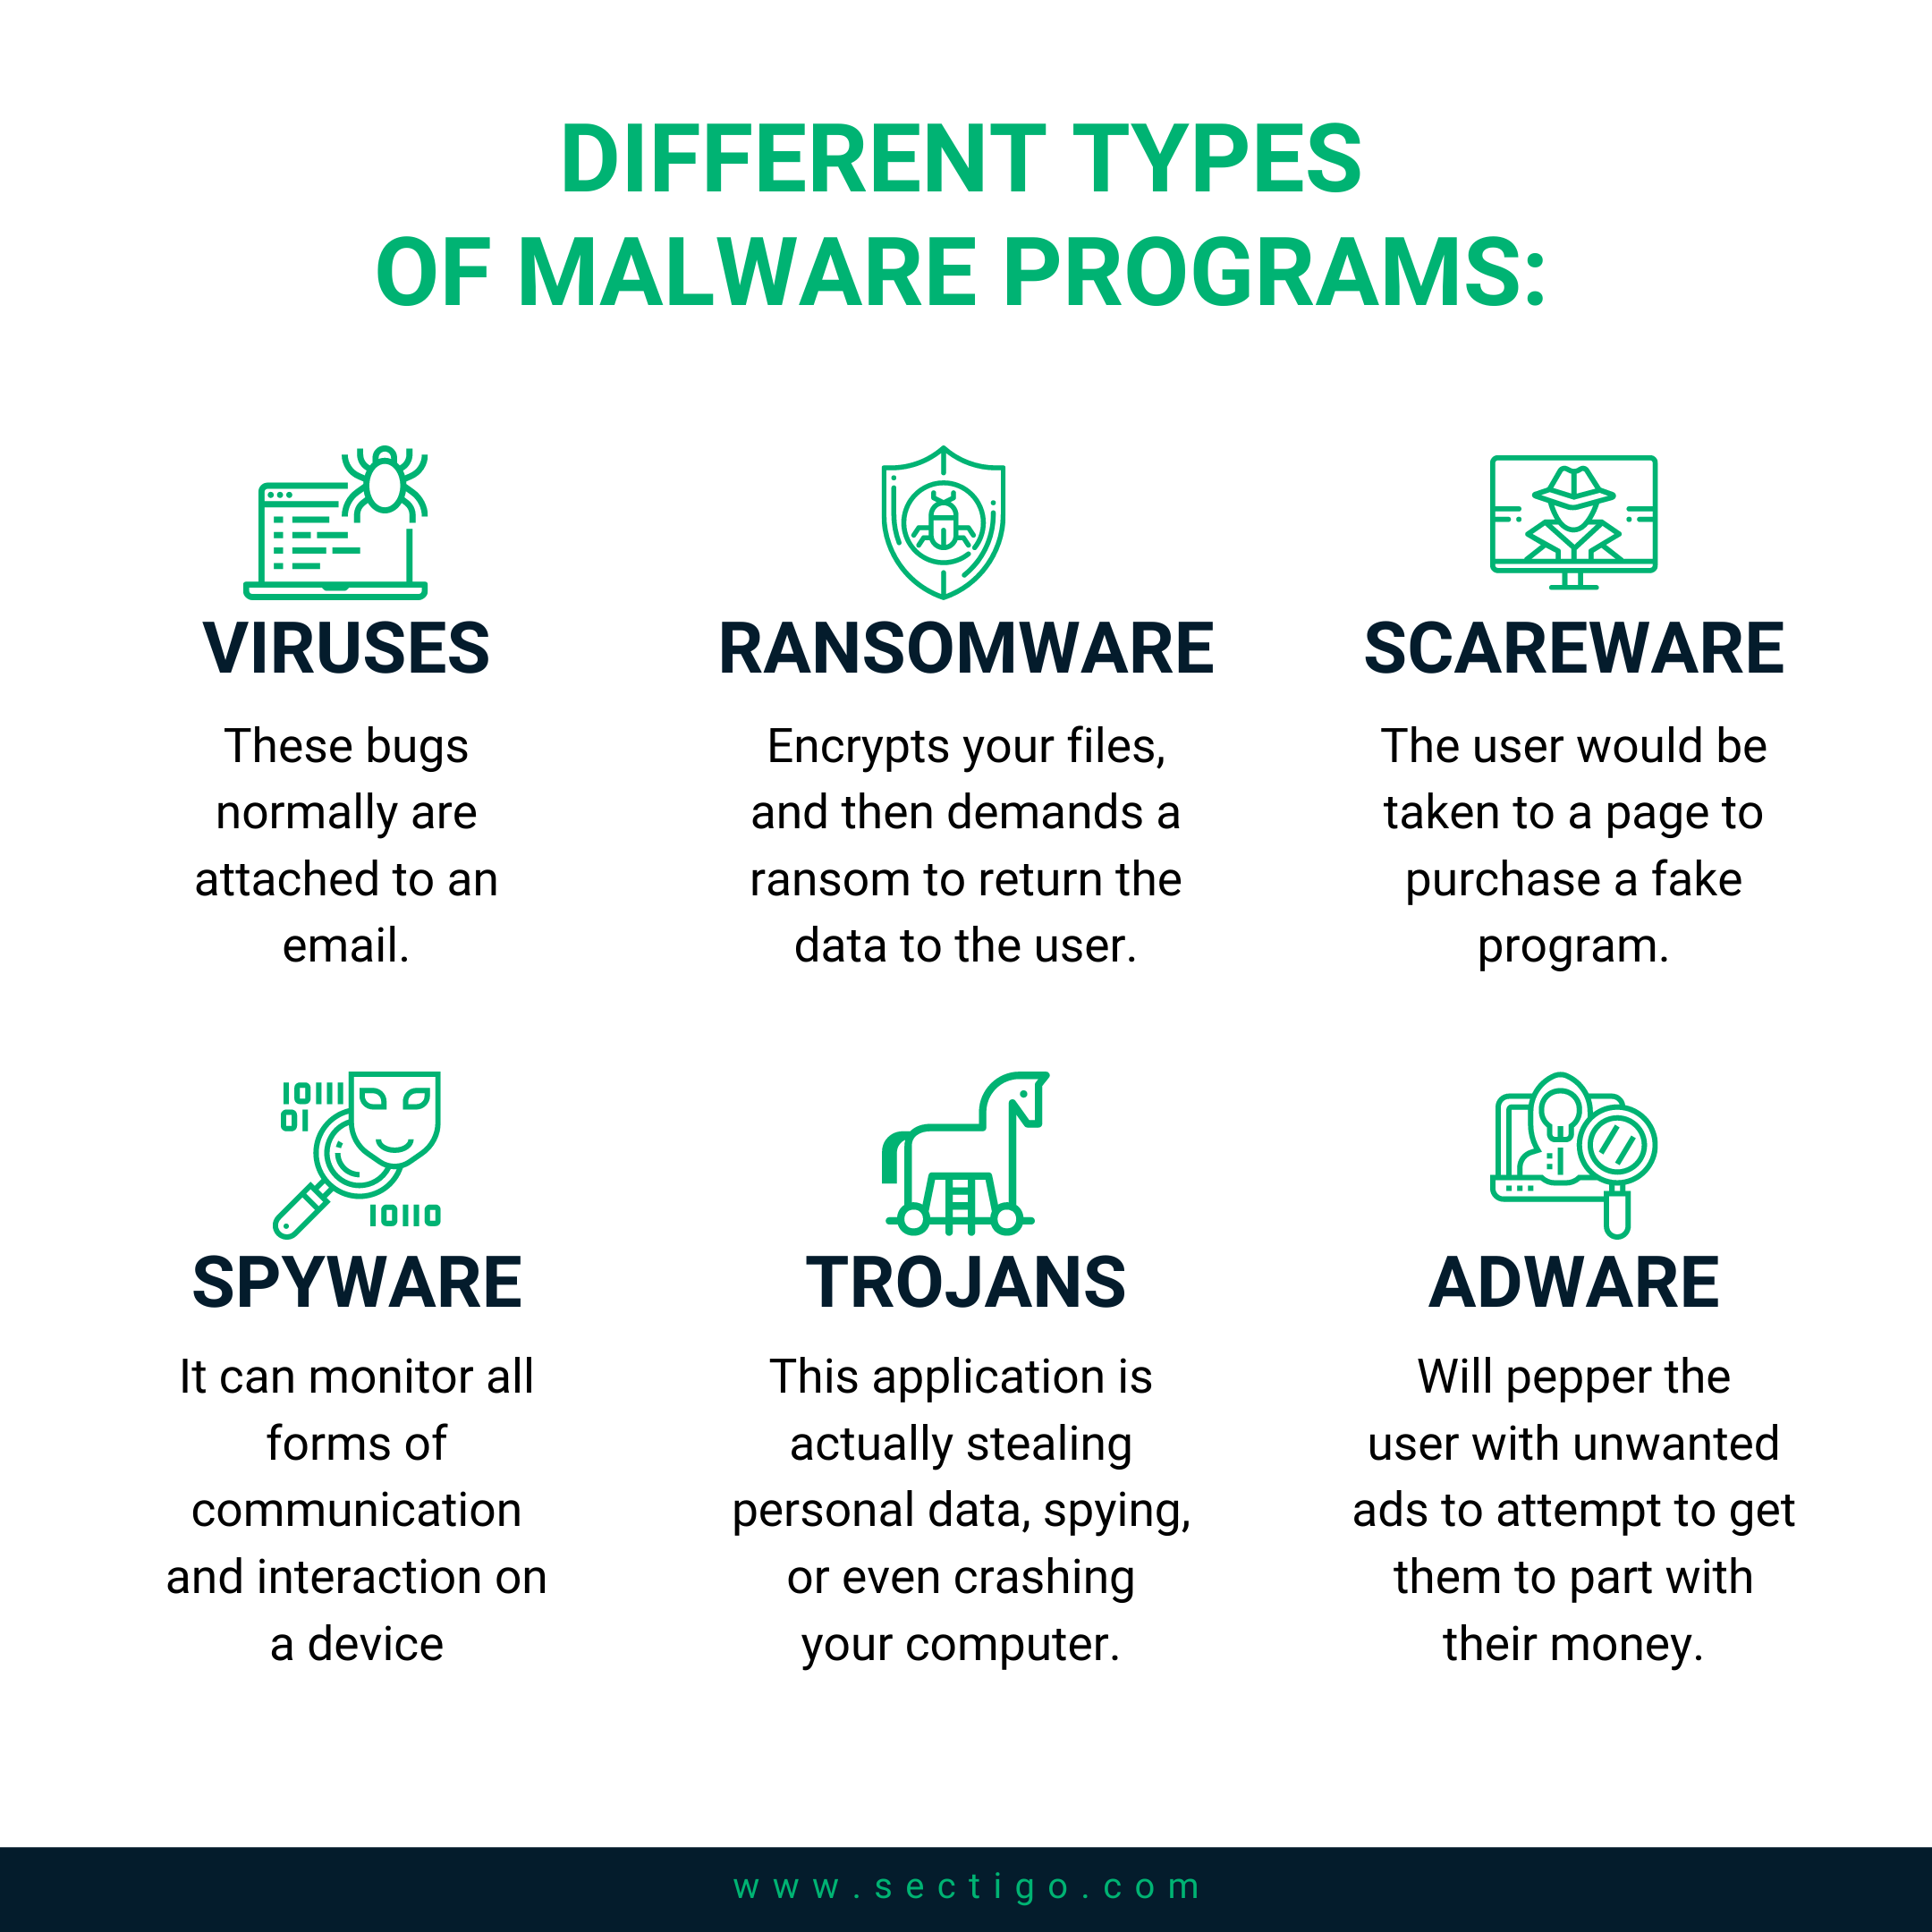 DIFFERENT TYPES
OF MALWARE PROGRAMS:
VIRUSES
These bugs
normally are
attached to an
email.
RANSOMWARE
Encrypts your files,
and then demands a
ransom to return the
data to the user.
SCAREWARE
The user would be
taken to a page to
purchase a fake
program.
10111
01
10110
SPYWARE
It can monitor all
forms of
communication
and interaction on
a device
TROJANS
This application is
actually stealing
personal data, spying,
or even crashing
your computer.
ADWARE
Will pepper the
user with unwanted
ads to attempt to get
them to part with
their money.
www.sectigo.com